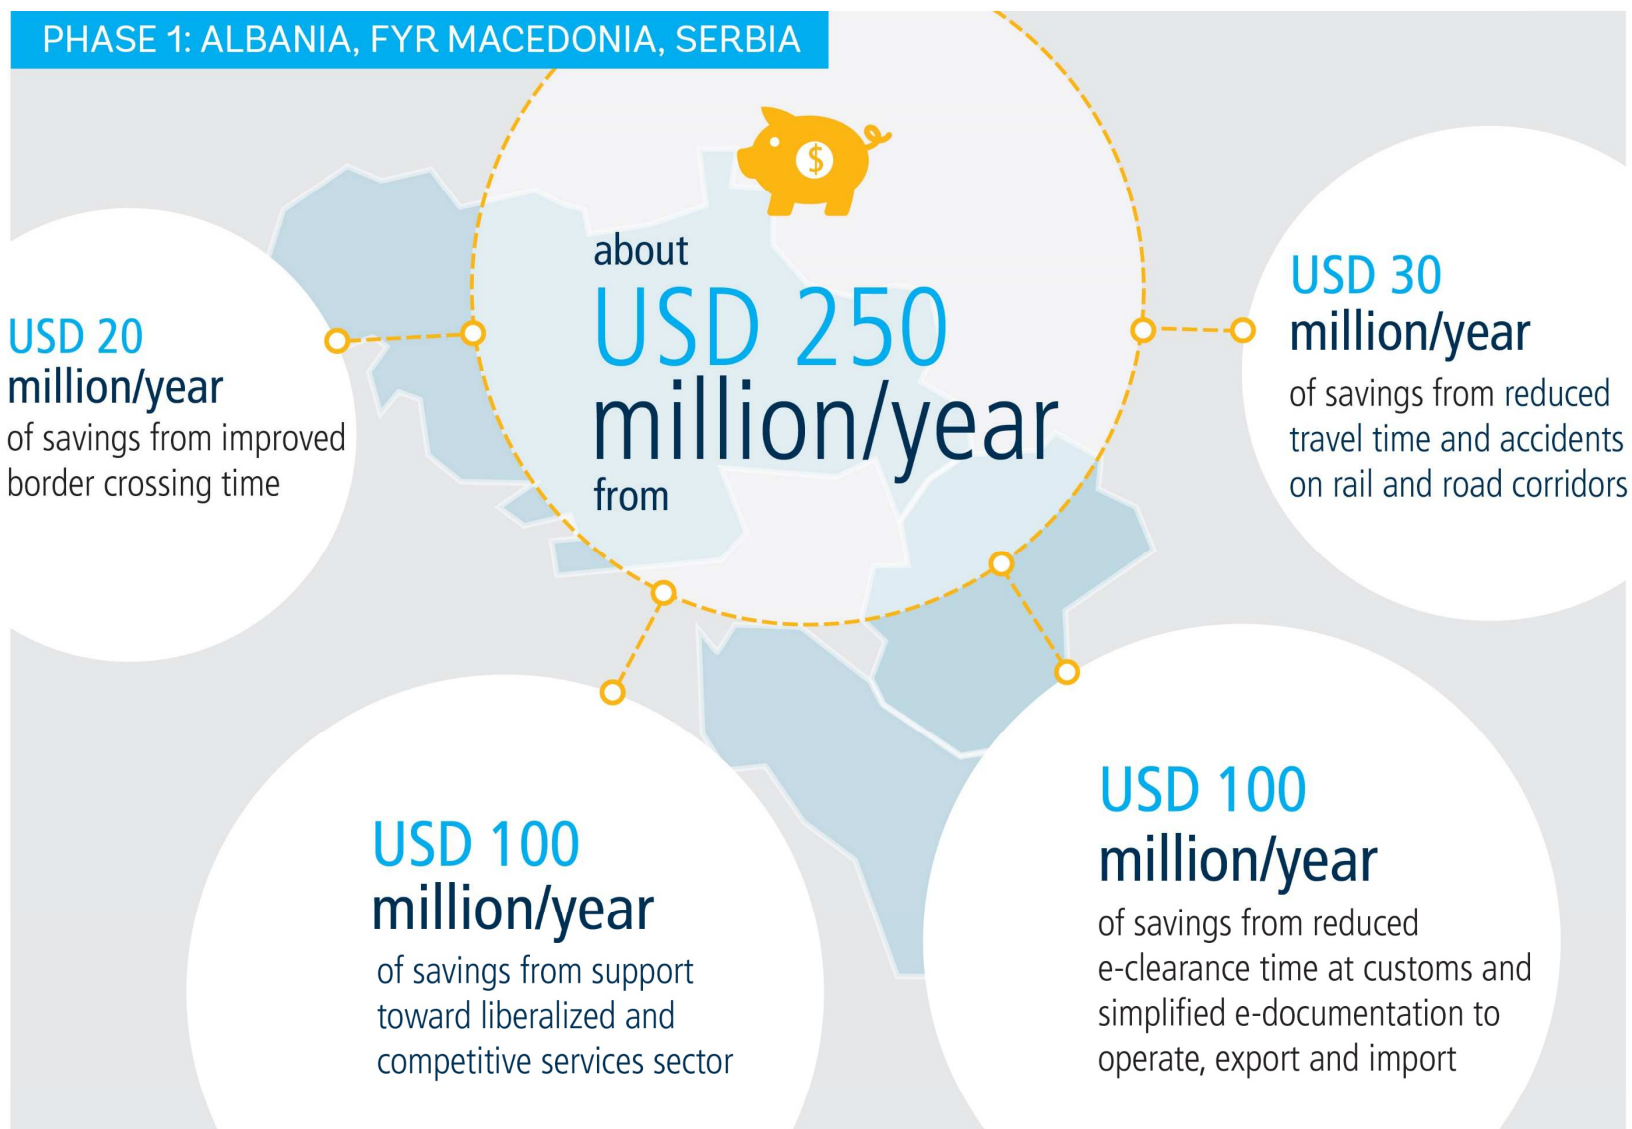 PHASE 1: ALBANIA, FYR MACEDONIA, SERBIA
$
about
USD 250
million/year
from
USD 20
million/year
of savings from improved
border crossing time
USD 30
million/year
of savings from reduced
travel time and accidents
on rail and road corridors
USD 100
million/year
of savings from support
toward liberalized and
competitive services sector
USD 100
million/year
of savings from reduced
e-clearance time at customs and
simplified e-documentation to
operate, export and import